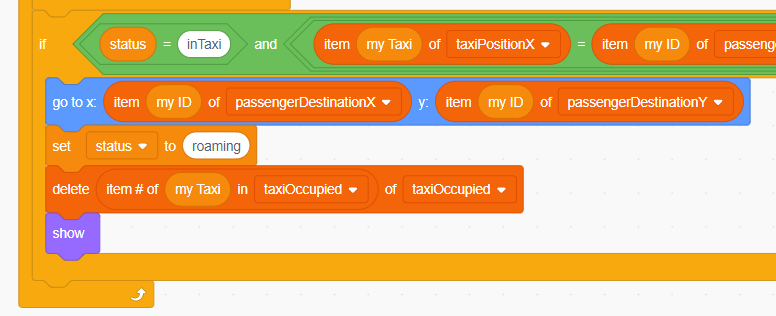 if status = inTaxi and item my Taxi of taxiPositionX = item my ID of
go to x: item my ID of passengerDestinationX y: item my ID of passengerDestinationY
set status to roaming
delete item # of my Taxi in taxiOccupied of taxiOccupied
show